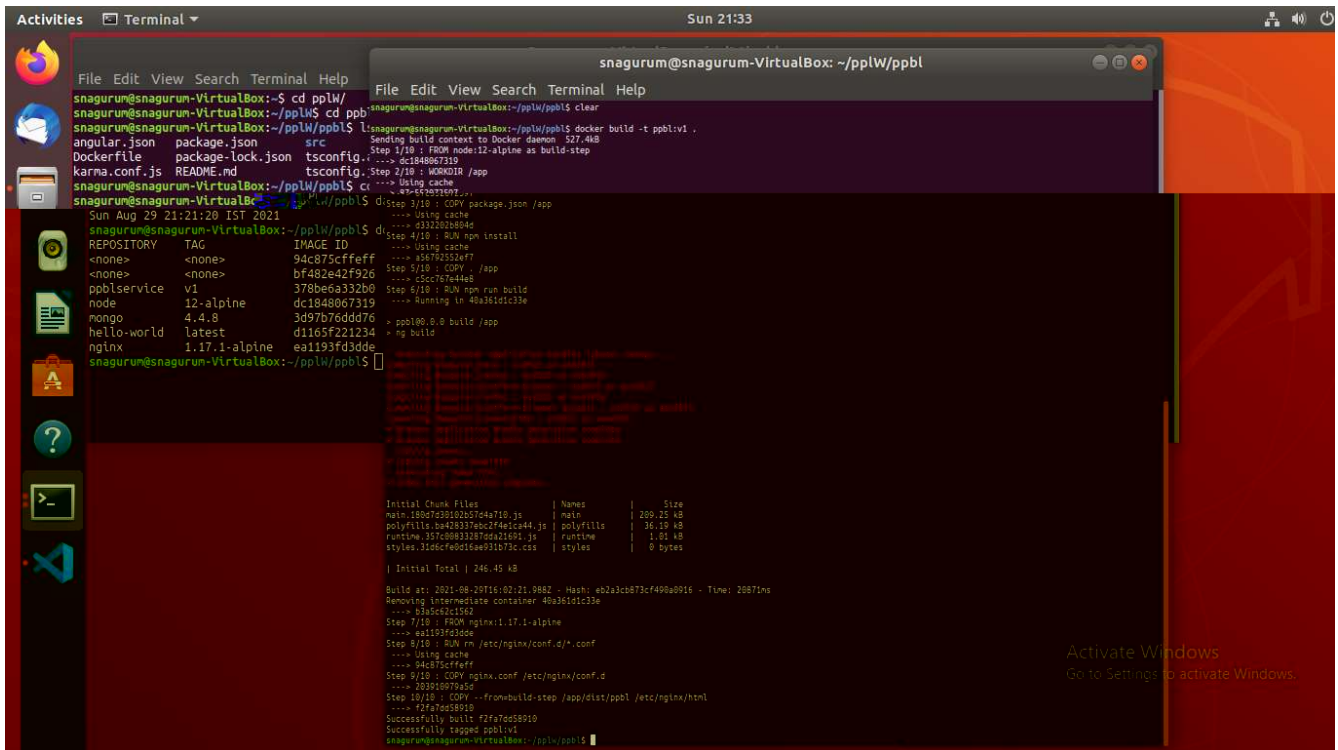 Activities Terminal Sun 21:33
File Edit View Search Terminal Help
snagurum@snagurum-VirtualBox:~$ cd pplW/
snagurum@snagurum-VirtualBox:~/pplW$ cd ppb
snagurum@snagurum-VirtualBox:~/pplW/ppbl$
angular.json package.json src
Dockerfile package-lock.json tsconfig.
karma.conf.js README.md tsconfig.
snagurum@snagurum-VirtualBox:~/pplW/ppbl$
Sun Aug 29 21:21:20 IST 2021
snagurum@snagurum-VirtualBox:~/pplW/ppbl$
REPOSITORY TAG IMAGE ID
<none> <none> 94c875cffeff
<none> <none> bf482e42f926
ppblservice v1 378be6a332b0
node 12-alpine dc1848067319
mongo 4.4.8 3d97b76ddd76
hello-world latest d1165f221234
nginx 1.17.1-alpine ea1193fd3dde
snagurum@snagurum-VirtualBox:~/pplW/ppbl$
snagurum@snagurum-VirtualBox: ~/pplW/ppbl
File Edit View Search Terminal Help
snagurum@snagurum-VirtualBox:~/pplW/ppbl$ clear
snagurum@snagurum-VirtualBox:~/pplW/ppbl$ docker build -t ppbl:v1 .
Sending build context to Docker daemon 527.4kB
Step 1/10 : FROM node:12-alpine as build-step
---> dc1848067319
Step 2/10 : WORKDIR /app
---> Using cache
Step 3/10 : COPY package.json /app
---> Using cache
---> d332202b804d
Step 4/10 : RUN npm install
---> Using cache
---> a56792552ef7
Step 5/10 : COPY . /app
---> c5cc767e44e8
Step 6/10 : RUN npm run build
---> Running in 40a361d1c33e
> ppbl@0.0.0 build /app
> ng build
Initial Chunk Files | Names | Size
main.180d7d30102b57d4a710.js | main | 209.25 kB
polyfills.ba428337ebc2f4e1ca44.js | polyfills | 36.19 kB
runtime.357c00833287dda21691.js | runtime | 1.01 kB
styles.31d6cfe0d16ae931b73c.css | styles | 0 bytes
| Initial Total | 246.45 kB
Build at: 2021-08-29T16:02:21.988Z - Hash: eb2a3cb873cf490a0916 - Time: 20871ms
Removing intermediate container 40a361d1c33e
---> b3a5c62c1562
Step 7/10 : FROM nginx:1.17.1-alpine
---> ea1193fd3dde
Step 8/10 : RUN rm /etc/nginx/conf.d/*.conf
---> Using cache
---> 94c875cffeff
Step 9/10 : COPY nginx.conf /etc/nginx/conf.d
---> 203910979a5d
Step 10/10 : COPY --from=build-step /app/dist/ppbl /etc/nginx/html
---> f2fa7dd58910
Successfully built f2fa7dd58910
Successfully tagged ppbl:v1
snagurum@snagurum-VirtualBox:~/pplW/ppbl$
Activate Windows
Go to Settings to activate Windows.